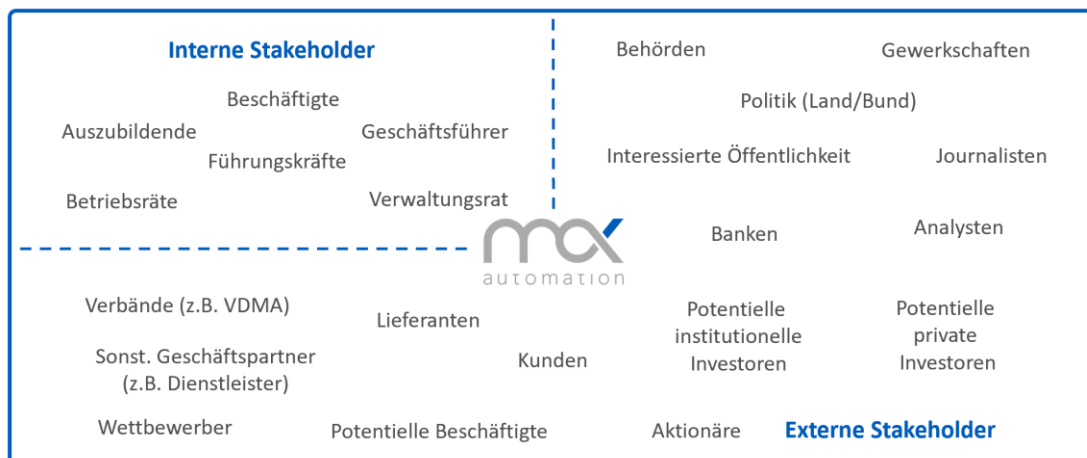 Interne Stakeholder
Beschäftigte
Auszubildende
Geschäftsführer
Führungskräfte
Betriebsräte
Verwaltungsrat
Behörden
Gewerkschaften
Politik (Land/Bund)
Interessierte Öffentlichkeit
Journalisten
Banken
Analysten
max
automation
Verbände (z.B. VDMA)
Lieferanten
Sonst. Geschäftspartner
(z.B. Dienstleister)
Kunden
Potentielle
institutionelle
Investoren
Potentielle
private
Investoren
Wettbewerber
Potentielle Beschäftigte
Aktionäre
Externe Stakeholder